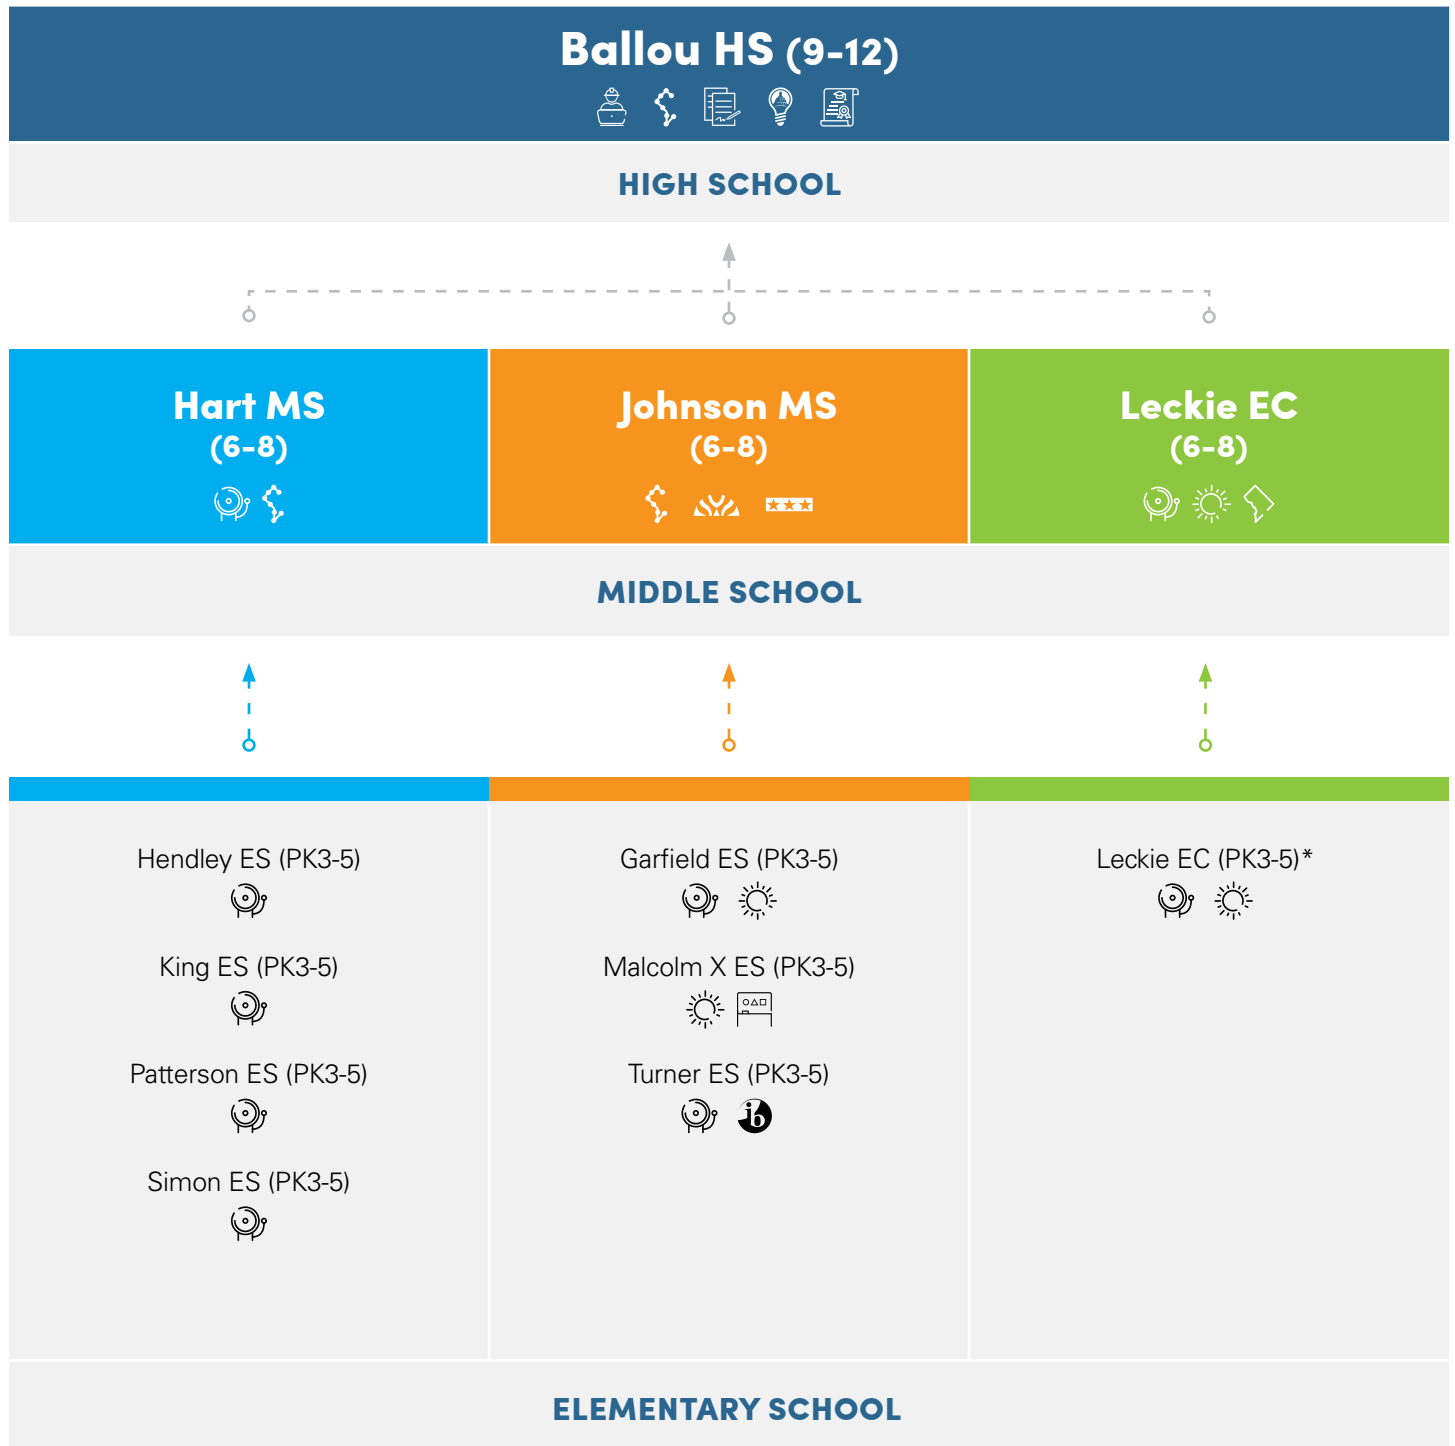 Ballou HS (9-12)
HIGH SCHOOL
Hart MS
(6-8)
Johnson MS
(6-8)
Leckie EC
(6-8)
MIDDLE SCHOOL
Hendley ES (PK3-5)
King ES (PK3-5)
Patterson ES (PK3-5)
Simon ES (PK3-5)
Garfield ES (PK3-5)
Malcolm X ES (PK3-5)
Turner ES (PK3-5)
ib
Leckie EC (PK3-5)*
ELEMENTARY SCHOOL